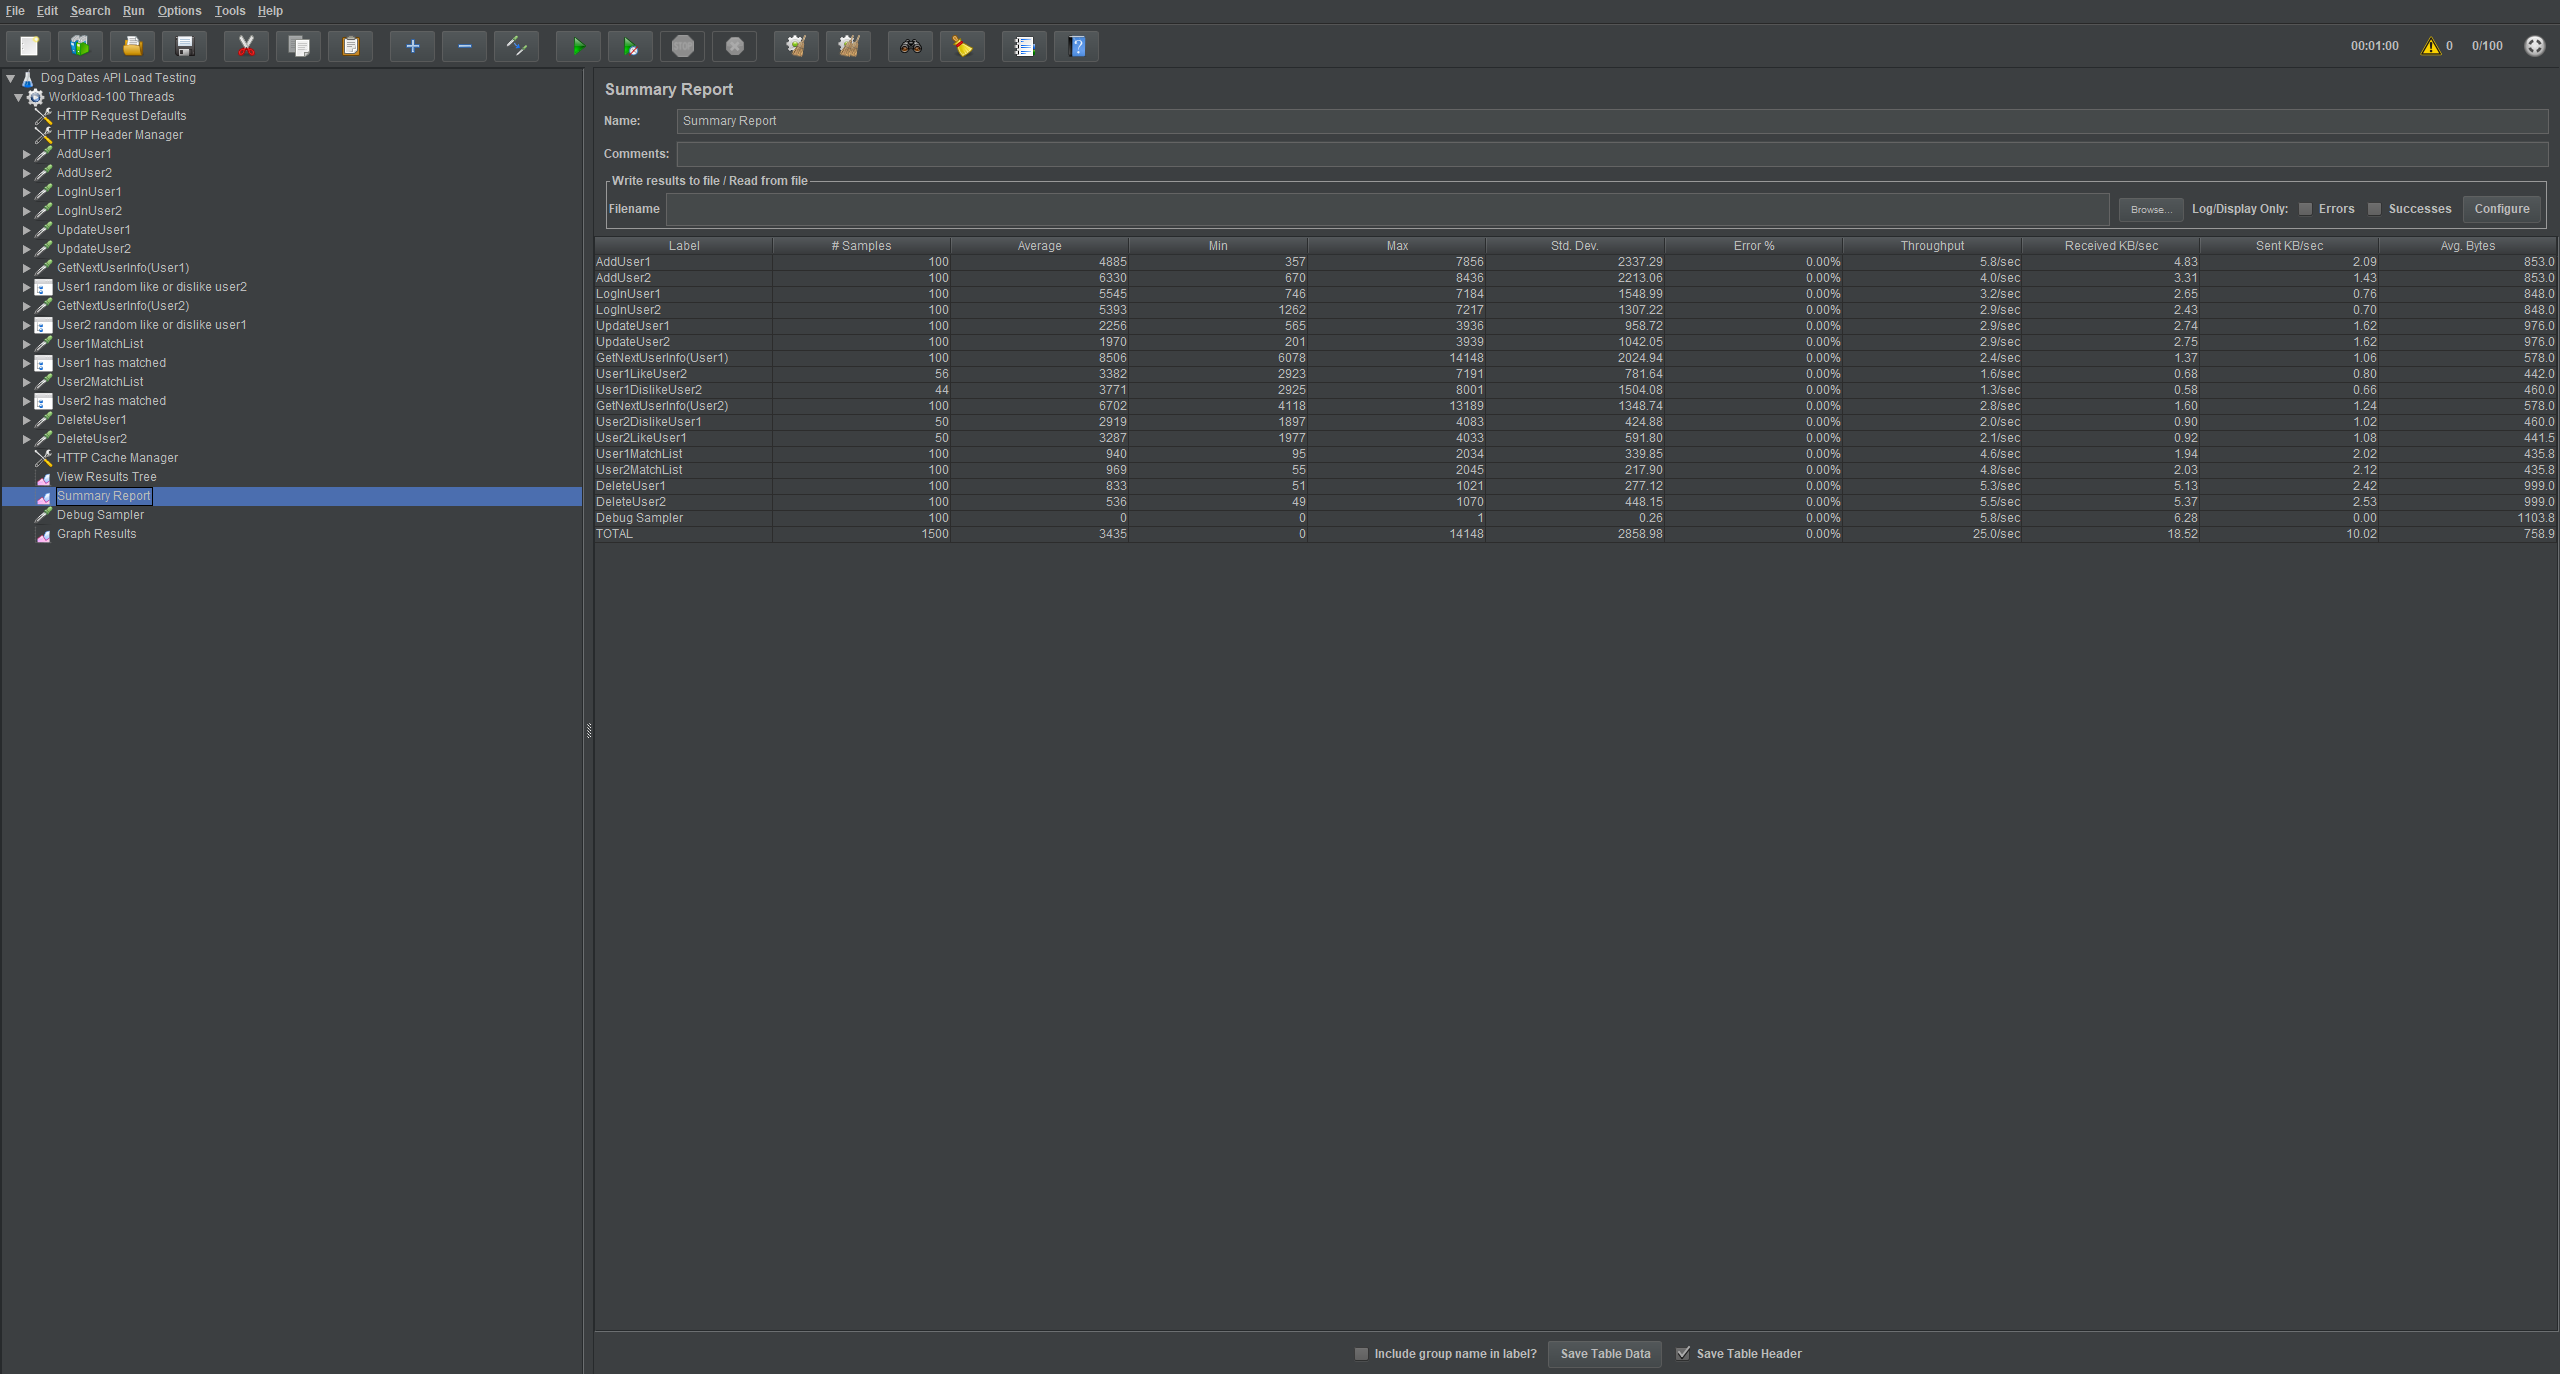 File Edit Search Run Options Tools Help
STOP
00:01:00 0 0/100
Dog Dates API Load Testing
Workload-100 Threads
HTTP Request Defaults
HTTP Header Manager
AddUser1
AddUser2
LogInUser1
LogInUser2
UpdateUser1
UpdateUser2
GetNextUserInfo(User1)
User1 random like or dislike user2
GetNextUserInfo(User2)
User2 random like or dislike user1
User1MatchList
User1 has matched
User2MatchList
User2 has matched
DeleteUser1
DeleteUser2
HTTP Cache Manager
View Results Tree
Summary Report
Debug Sampler
Graph Results
Summary Report
Name: Summary Report
Comments:
Write results to file / Read from file
Filename Browse... Log/Display Only: Errors Successes Configure
Label # Samples Average Min Max Std. Dev. Error % Throughput Received KB/sec Sent KB/sec Avg. Bytes
AddUser1 100 4885 357 7856 2337.29 0.00% 5.8/sec 4.83 2.09 853.0
AddUser2 100 6330 670 8436 2213.06 0.00% 4.0/sec 3.31 1.43 853.0
LogInUser1 100 5545 746 7184 1548.99 0.00% 3.2/sec 2.65 0.76 848.0
LogInUser2 100 5393 1262 7217 1307.22 0.00% 2.9/sec 2.43 0.70 848.0
UpdateUser1 100 2256 565 3936 958.72 0.00% 2.9/sec 2.74 1.62 976.0
UpdateUser2 100 1970 201 3939 1042.05 0.00% 2.9/sec 2.75 1.62 976.0
GetNextUserInfo(User1) 100 8506 6078 14148 2024.94 0.00% 2.4/sec 1.37 1.06 578.0
User1LikeUser2 56 3382 2923 7191 781.64 0.00% 1.6/sec 0.68 0.80 442.0
User1DislikeUser2 44 3771 2925 8001 1504.08 0.00% 1.3/sec 0.58 0.66 460.0
GetNextUserInfo(User2) 100 6702 4118 13189 1348.74 0.00% 2.8/sec 1.60 1.24 578.0
User2DislikeUser1 50 2919 1897 4083 424.88 0.00% 2.0/sec 0.90 1.02 460.0
User2LikeUser1 50 3287 1977 4033 591.80 0.00% 2.1/sec 0.92 1.08 441.5
User1MatchList 100 940 95 2034 339.85 0.00% 4.6/sec 1.94 2.02 435.8
User2MatchList 100 969 55 2045 217.90 0.00% 4.8/sec 2.03 2.12 435.8
DeleteUser1 100 833 51 1021 277.12 0.00% 5.3/sec 5.13 2.42 999.0
DeleteUser2 100 536 49 1070 448.15 0.00% 5.5/sec 5.37 2.53 999.0
Debug Sampler 100 0 0 1 0.26 0.00% 5.8/sec 6.28 0.00 1103.8
TOTAL 1500 3435 0 14148 2858.98 0.00% 25.0/sec 18.52 10.02 758.9
Include group name in label? Save Table Data Save Table Header